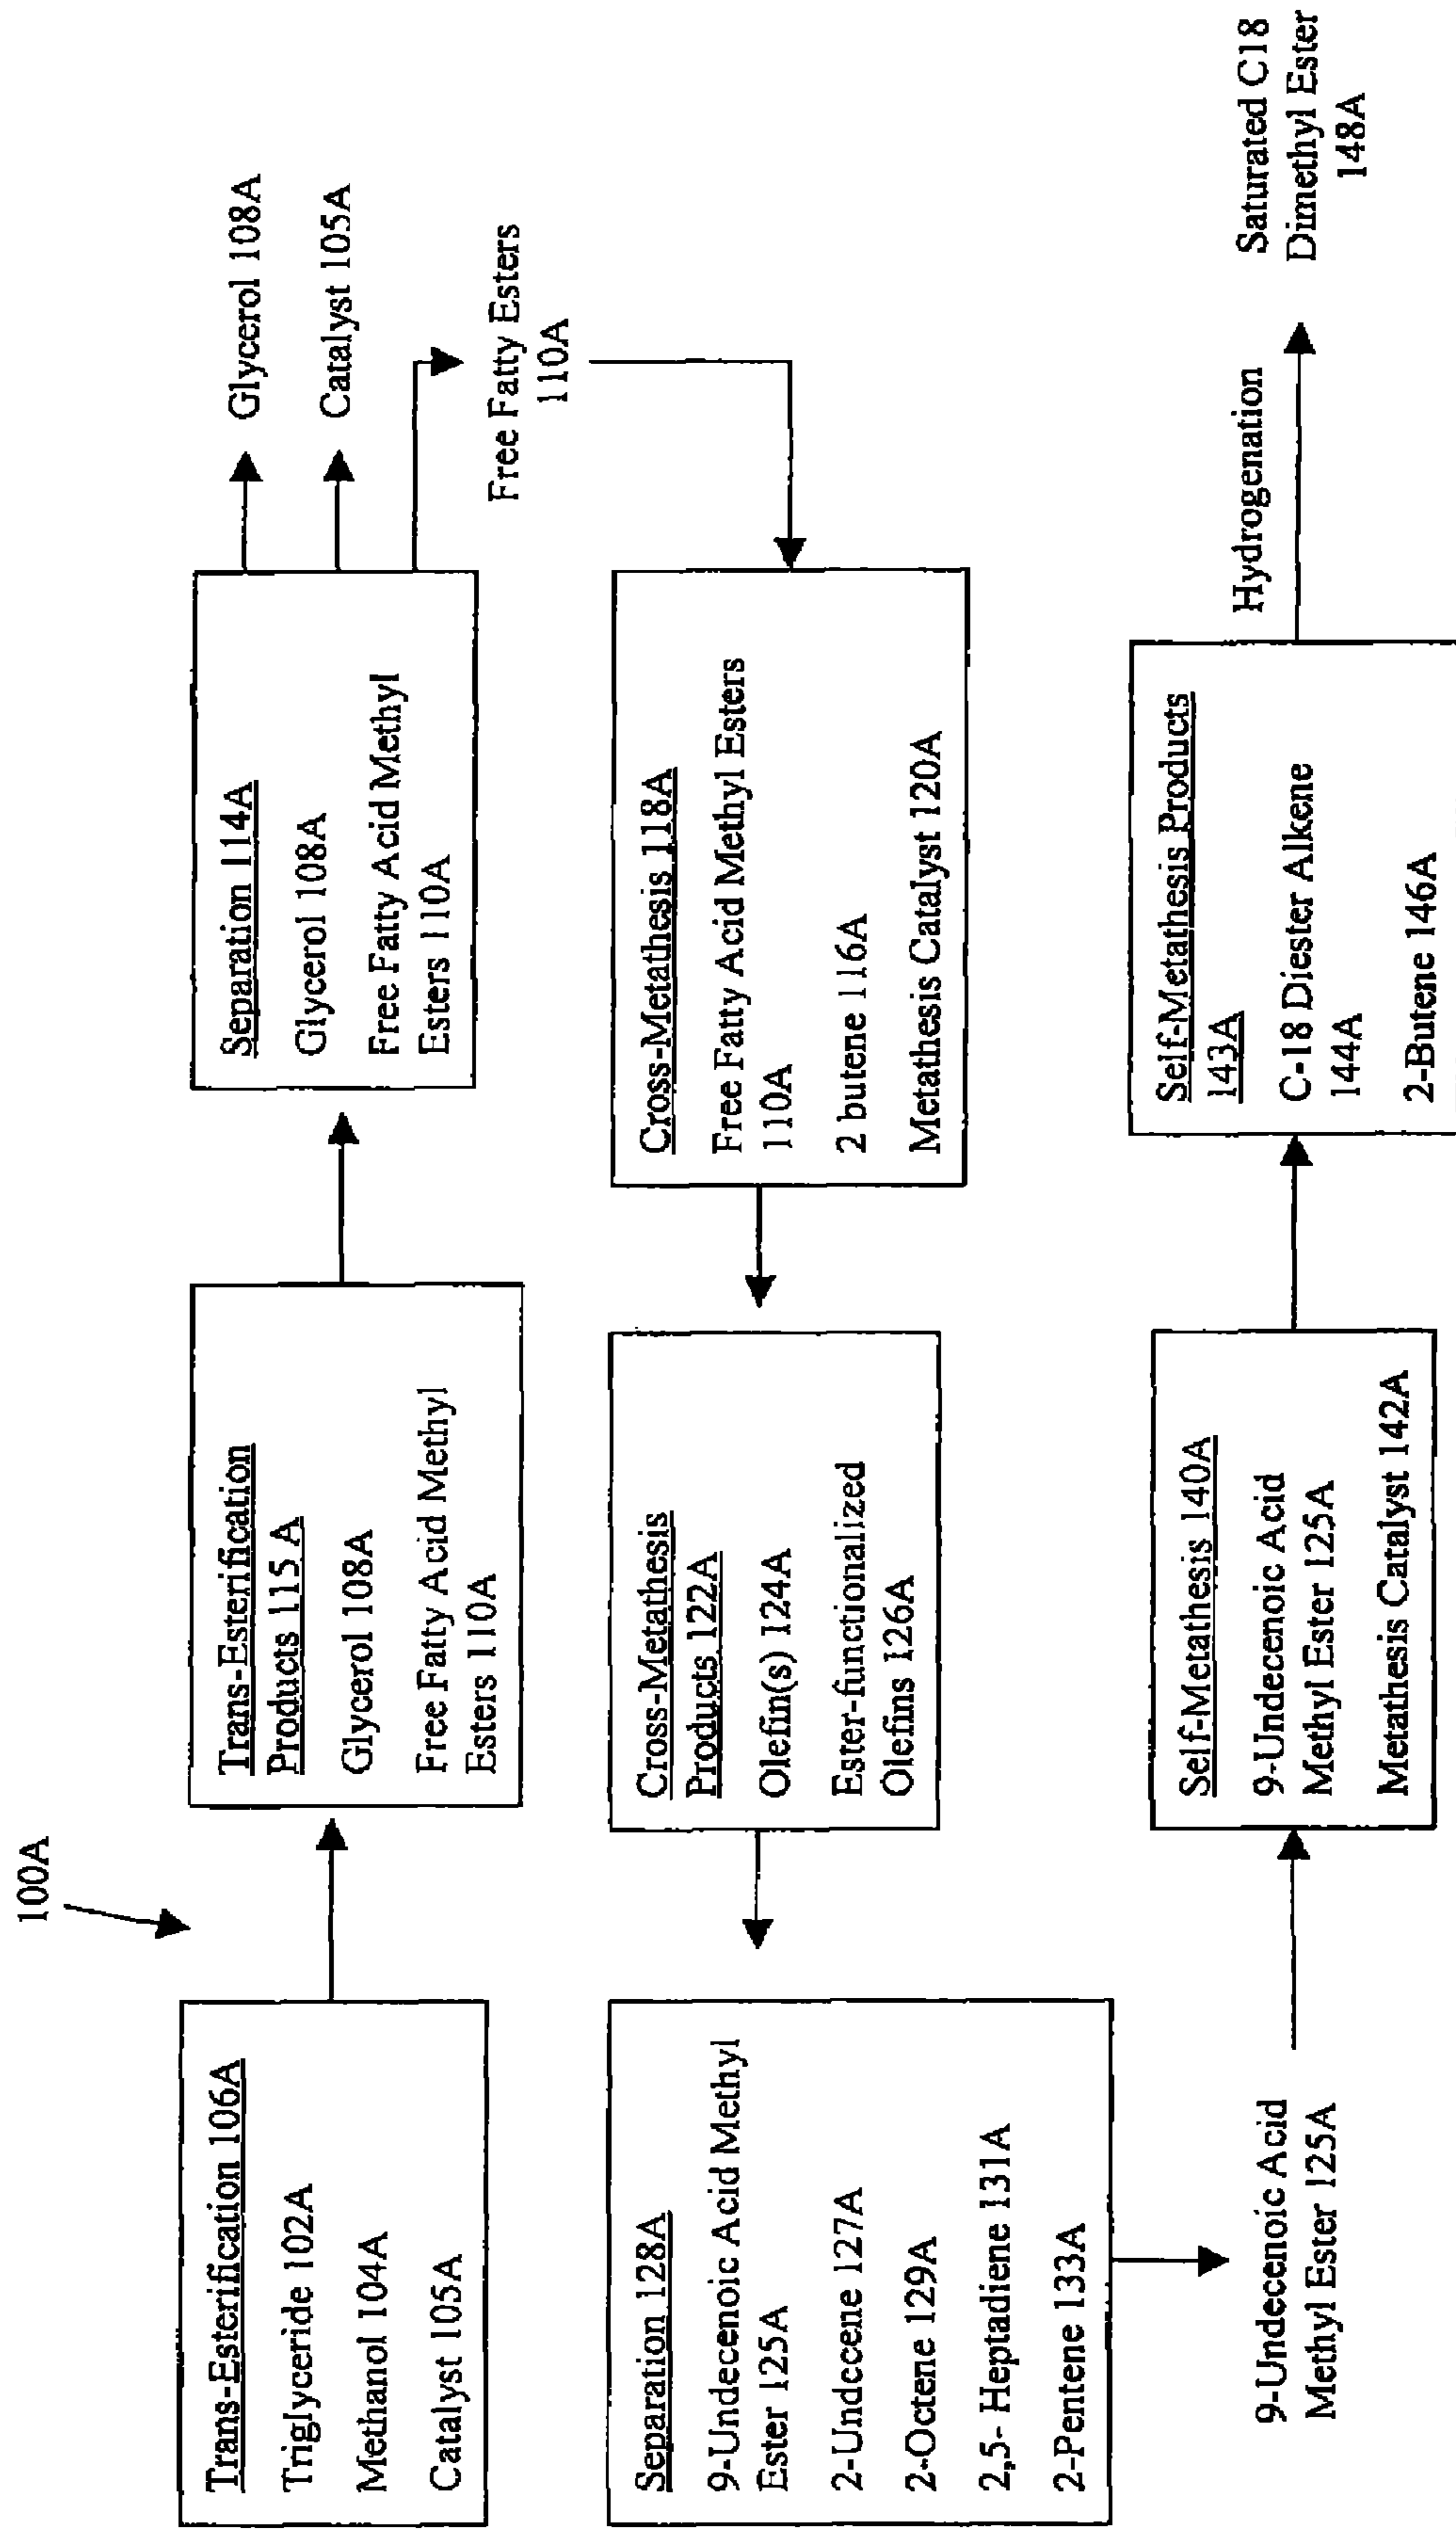 100A
Trans-Esterification 106A
Triglyceride 102A
Methanol 104A
Catalyst 105A
Trans-Esterification
Products 115 A
Glycerol 108A
Free Fatty Acid Methyl
Esters 110A
Separation 114A
Glycerol 108A
Free Fatty Acid Methyl
Esters 110A
Glycerol 108A
Catalyst 105A
Free Fatty Esters
110A
Cross-Metathesis 118A
Free Fatty Acid Methyl Esters
110A
2 butene 116A
Metathesis Catalyst 120A
Cross-Metathesis
Products 122A
Olefin(s) 124A
Ester-functionalized
Olefins 126A
Separation 128A
9-Undecenoic Acid Methyl
Ester 125A
2-Undecene 127A
2-Octene 129A
2,5- Heptadiene 131A
2-Pentene 133A
9-Undecenoic Acid
Methyl Ester 125A
Self-Metathesis 140A
9-Undecenoic Acid
Methyl Ester 125A
Metathesis Catalyst 142A
Self-Metathesis Products
143A
C-18 Diester Alkene
144A
2-Butene 146A
Hydrogenation
Saturated C18
Dimethyl Ester
148A